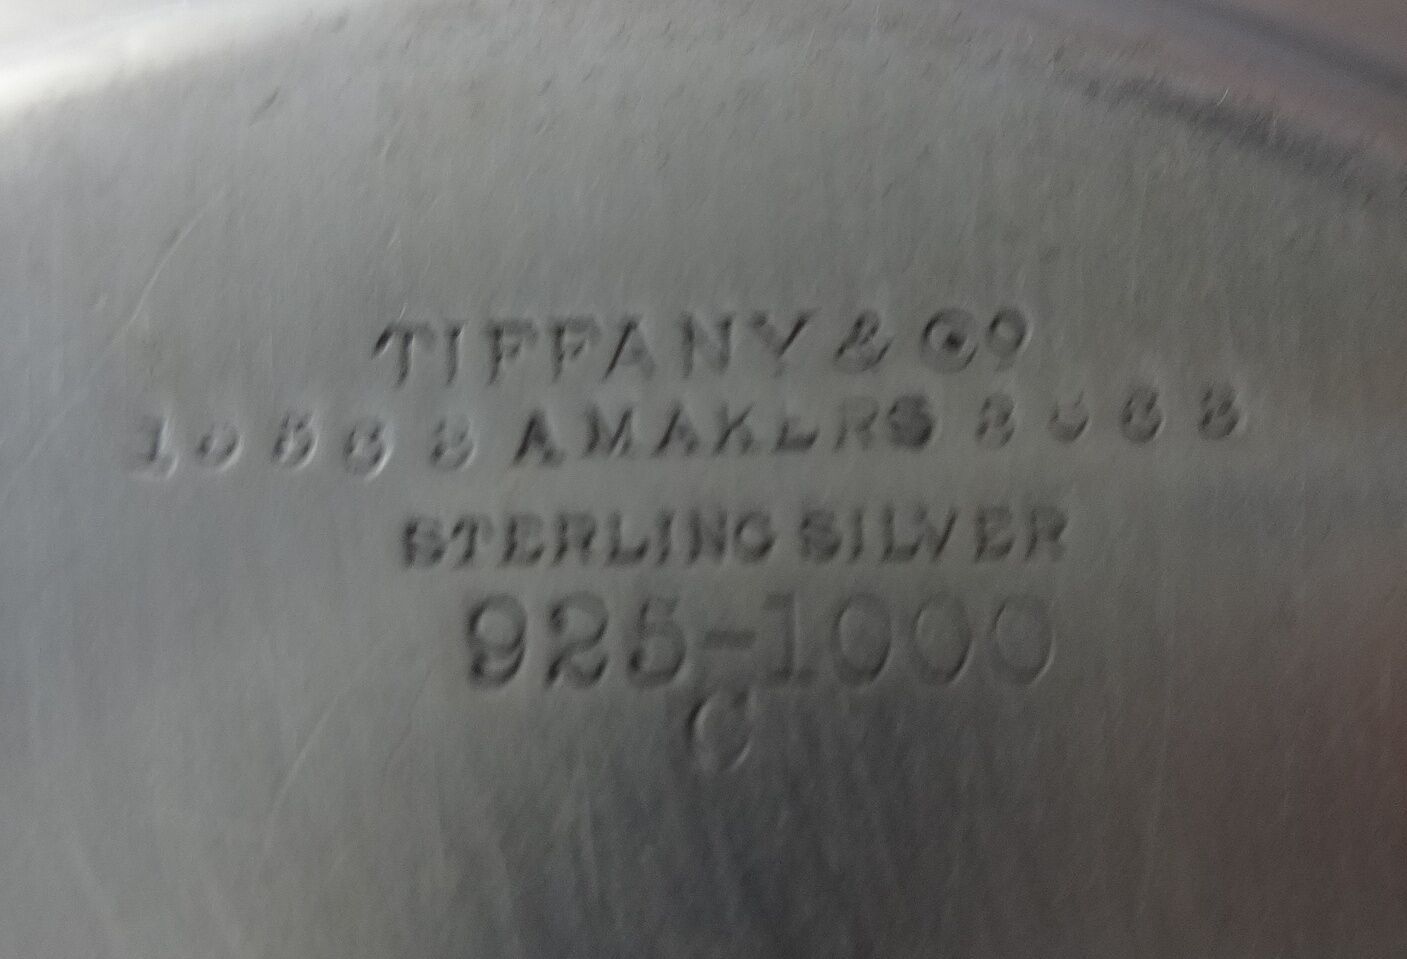 TIFFANY & Co
A MAKERS
STERLING SILVER
925-1000
C